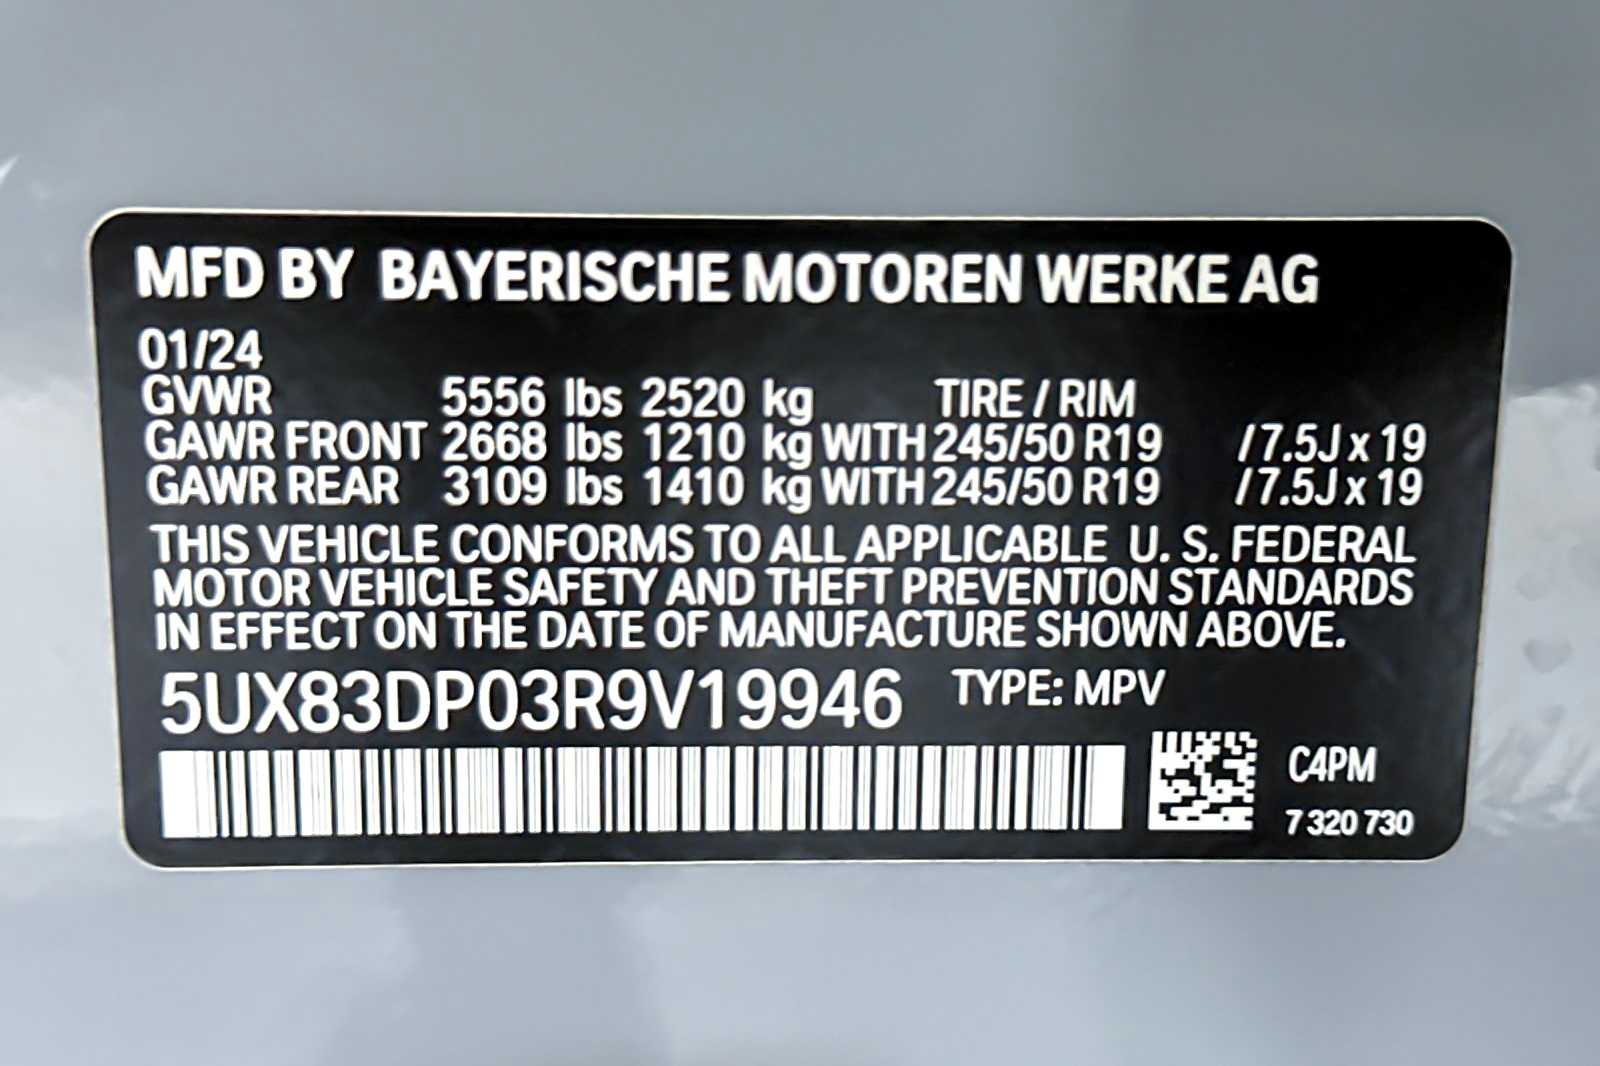 MFD BY BAYERISCHE MOTOREN WERKE AG
01/24
GVWR 5556 lbs 2520 kg TIRE / RIM
GAWR FRONT 2668 lbs 1210 kg WITH 245/50 R19 /7.5J x 19
GAWR REAR 3109 lbs 1410 kg WITH 245/50 R19 /7.5J x 19
THIS VEHICLE CONFORMS TO ALL APPLICABLE U. S. FEDERAL
MOTOR VEHICLE SAFETY AND THEFT PREVENTION STANDARDS
IN EFFECT ON THE DATE OF MANUFACTURE SHOWN ABOVE.
5UX83DP03R9V19946 TYPE: MPV
C4PM
7 320 730